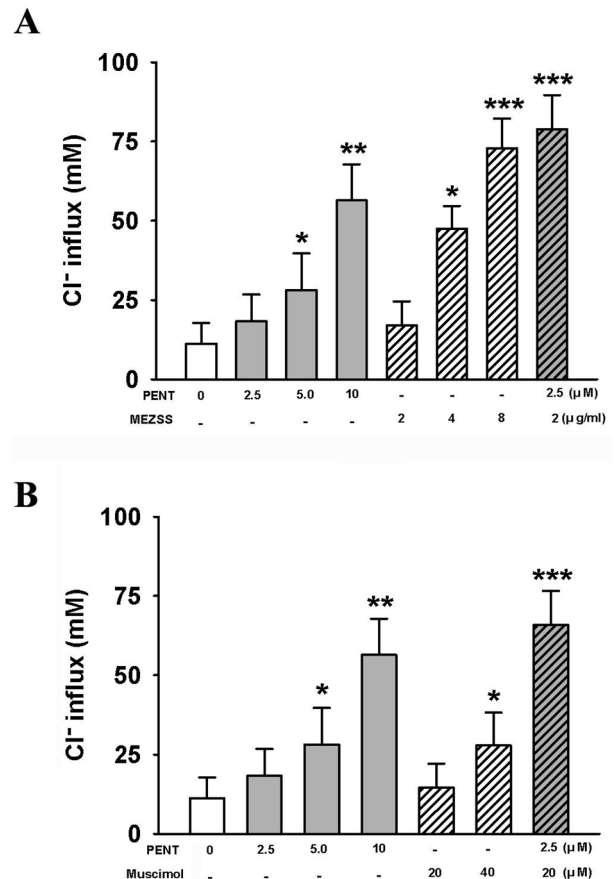 A
100
***
***
75
**
Cl⁻ influx (mM)
*
50
*
25
0
PENT 0 2.5 5.0 10 - - - 2.5 (μM)
MEZSS - - - - 2 4 8 2 (μg/ml)
B
100
***
75
**
Cl⁻ influx (mM)
50
*
*
25
0
PENT 0 2.5 5.0 10 - - 2.5 (μM)
Muscimol - - - - 20 40 20 (μM)